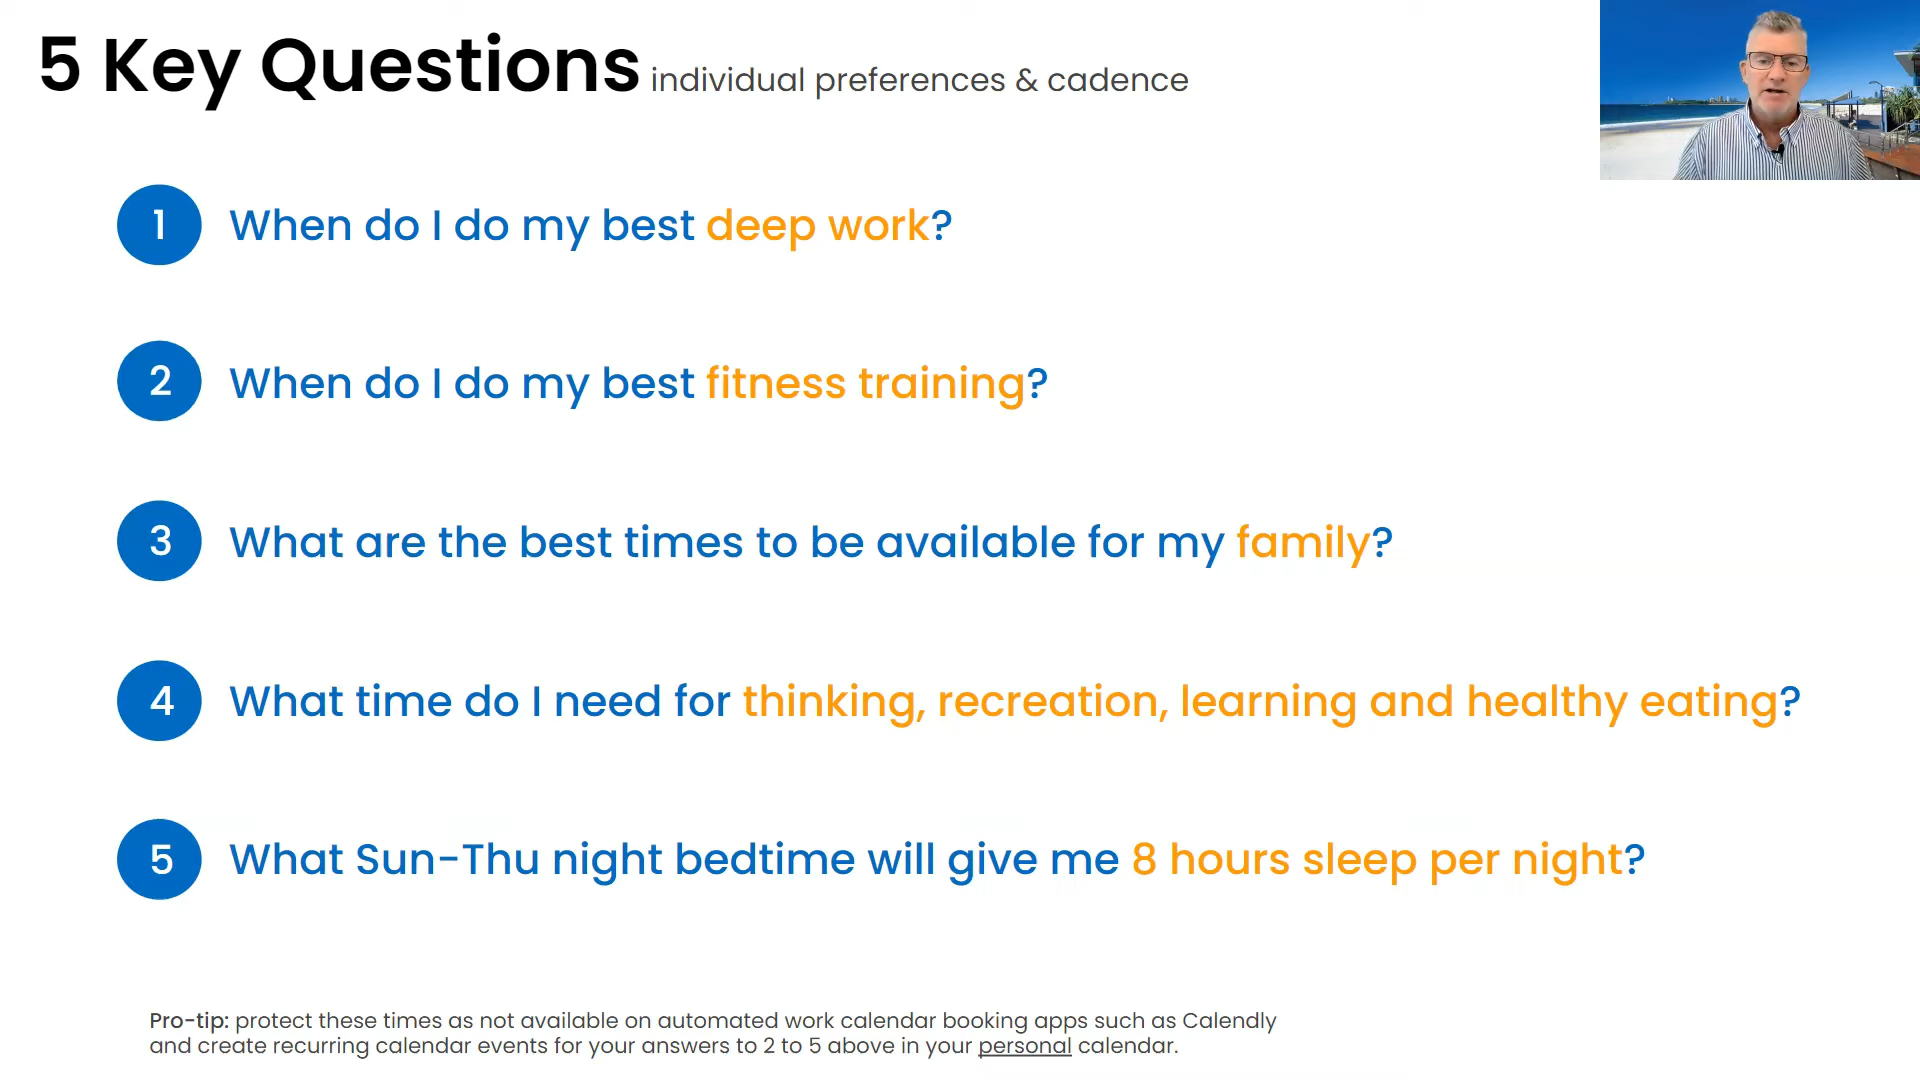 5 Key Questions individual preferences & cadence
1 When do I do my best deep work?
2 When do I do my best fitness training?
3 What are the best times to be available for my family?
4 What time do I need for thinking, recreation, learning and healthy eating?
5 What Sun-Thu night bedtime will give me 8 hours sleep per night?
Pro-tip: protect these times as not available on automated work calendar booking apps such as Calendly
and create recurring calendar events for your answers to 2 to 5 above in your personal calendar.